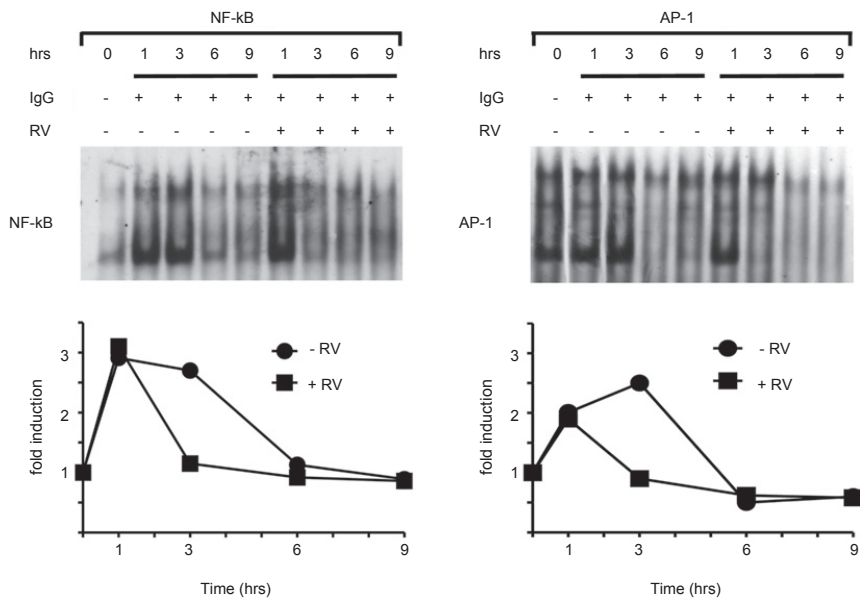 NF-kB
hrs 0 1 3 6 9 1 3 6 9
IgG - + + + + + + + +
RV - - - - - + + + +
NF-kB
AP-1
hrs 0 1 3 6 9 1 3 6 9
IgG - + + + + + + + +
RV - - - - - + + + +
AP-1
3
2
1
fold induction
- RV
+ RV
1 3 6 9
Time (hrs)
3
2
1
fold induction
- RV
+ RV
1 3 6 9
Time (hrs)